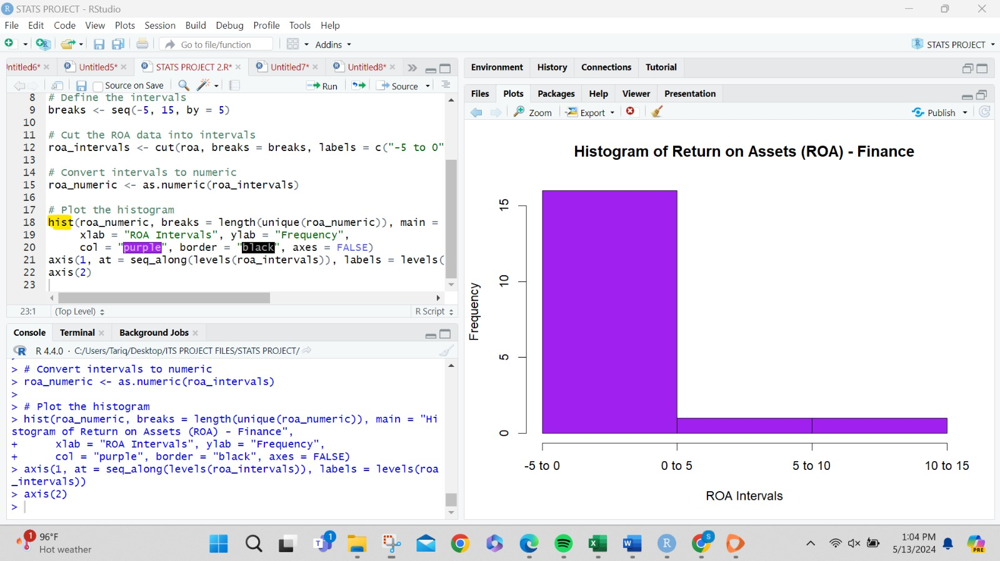 STATS PROJECT - RStudio
File Edit Code View Plots Session Build Debug Profile Tools Help
Go to file/function Addins STATS PROJECT
ntitled6* Untitled5* STATS PROJECT 2.R* Untitled7* Untitled8*
Source on Save Run Source
8 # Define the intervals
9 breaks <- seq(-5, 15, by = 5)
10
11 # Cut the ROA data into intervals
12 roa_intervals <- cut(roa, breaks = breaks, labels = c("-5 to 0"
13
14 # Convert intervals to numeric
15 roa_numeric <- as.numeric(roa_intervals)
16
17 # Plot the histogram
18 hist(roa_numeric, breaks = length(unique(roa_numeric)), main =
19 xlab = "ROA Intervals", ylab = "Frequency",
20 col = "purple", border = "black", axes = FALSE)
21 axis(1, at = seq_along(levels(roa_intervals)), labels = levels(
22 axis(2)
23
23:1 (Top Level) R Script
Console Terminal Background Jobs
R 4.4.0 · C:/Users/Tariq/Desktop/ITS PROJECT FILES/STATS PROJECT/
>
> # Convert intervals to numeric
> roa_numeric <- as.numeric(roa_intervals)
>
> # Plot the histogram
> hist(roa_numeric, breaks = length(unique(roa_numeric)), main = "Hi
stogram of Return on Assets (ROA) - Finance",
+ xlab = "ROA Intervals", ylab = "Frequency",
+ col = "purple", border = "black", axes = FALSE)
> axis(1, at = seq_along(levels(roa_intervals)), labels = levels(roa
_intervals))
> axis(2)
>
Environment History Connections Tutorial
Files Plots Packages Help Viewer Presentation
Zoom Export Publish
Histogram of Return on Assets (ROA) - Finance
Frequency
15
10
5
0
-5 to 0 0 to 5 5 to 10 10 to 15
ROA Intervals
1 96°F
Hot weather
1
S
1:04 PM
5/13/2024
PRE